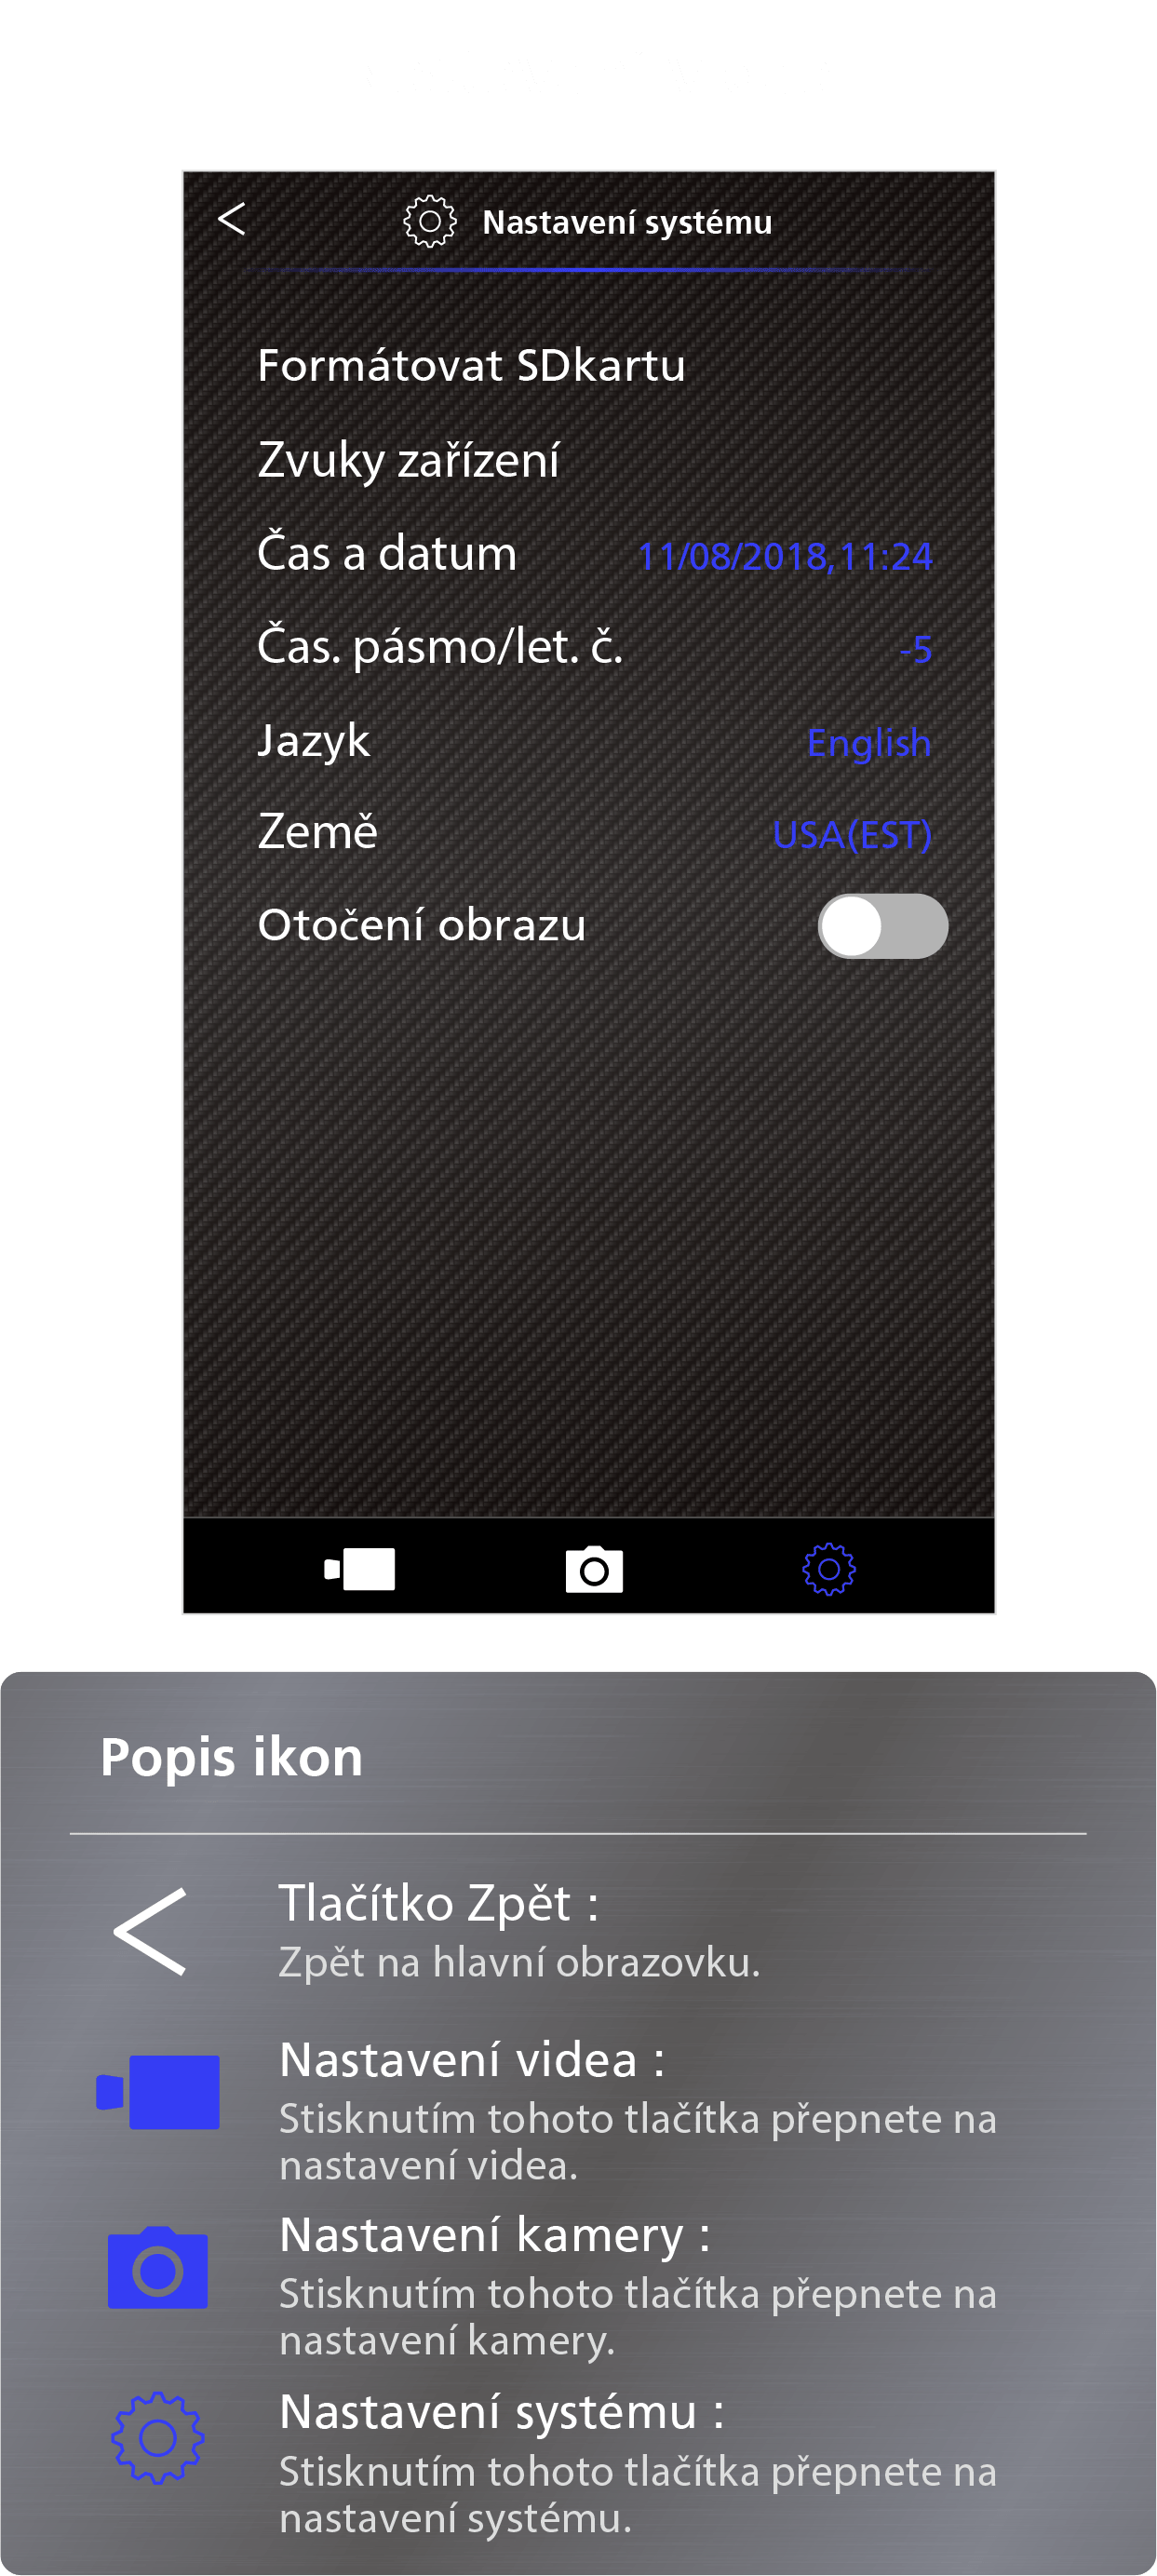 Nastavení systému
Formátovat SDkartu
Zvuky zařízení
Čas a datum 11/08/2018,11:24
Čas. pásmo/let. č. -5
Jazyk English
Země USA(EST)
Otočení obrazu
Popis ikon
Tlačítko Zpět :
Zpět na hlavní obrazovku.
Nastavení videa :
Stisknutím tohoto tlačítka přepnete na
nastavení videa.
Nastavení kamery :
Stisknutím tohoto tlačítka přepnete na
nastavení kamery.
Nastavení systému :
Stisknutím tohoto tlačítka přepnete na
nastavení systému.